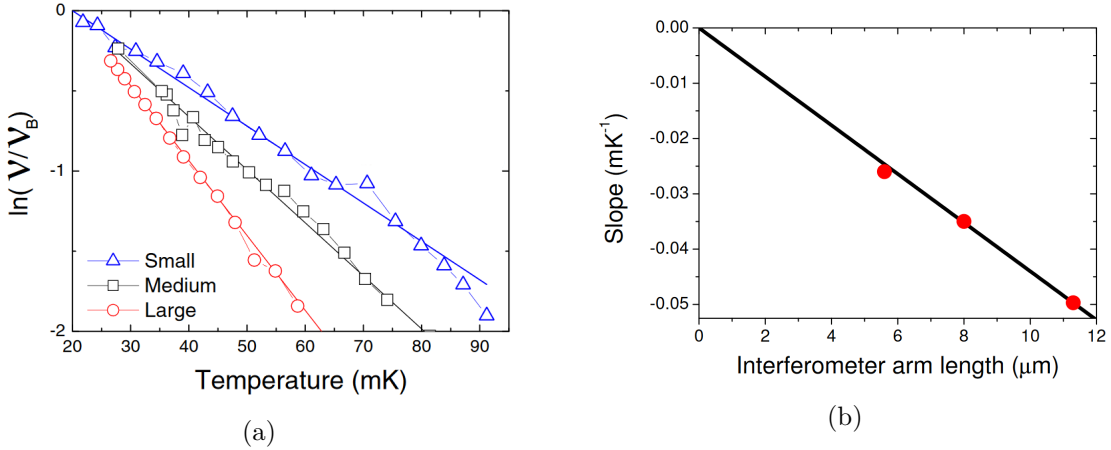 0
-1
-2
ln(𝒱/𝒱B)
Small
Medium
Large
20 30 40 50 60 70 80 90
Temperature (mK)
(a)
0.00
-0.01
-0.02
-0.03
-0.04
-0.05
Slope (mK⁻¹)
0 2 4 6 8 10 12
Interferometer arm length (μm)
(b)